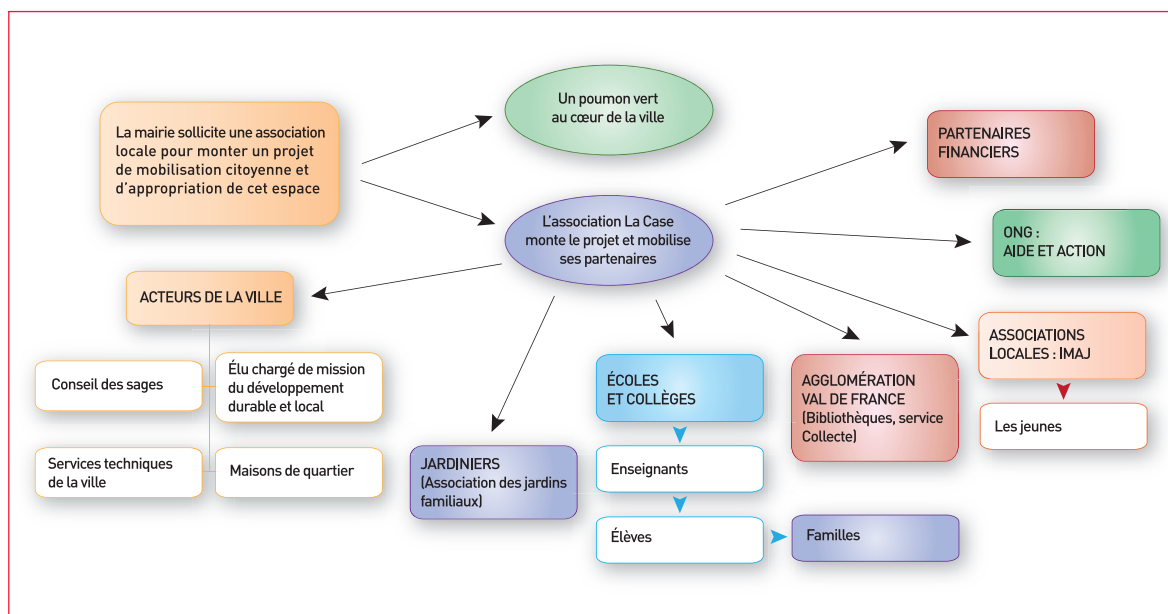 La mairie sollicite une association
locale pour monter un projet
de mobilisation citoyenne et
d'appropriation de cet espace
Un poumon vert
au cœur de la ville
L'association La Case
monte le projet et mobilise
ses partenaires
PARTENAIRES
FINANCIERS
ONG :
AIDE ET ACTION
ASSOCIATIONS
LOCALES : IMAJ
Les jeunes
AGGLOMÉRATION
VAL DE FRANCE
(Bibliothèques, service
Collecte)
ÉCOLES
ET COLLÈGES
Enseignants
Élèves
Familles
JARDINIERS
(Association des jardins
familiaux)
ACTEURS DE LA VILLE
Conseil des sages
Élu chargé de mission
du développement
durable et local
Services techniques
de la ville
Maisons de quartier